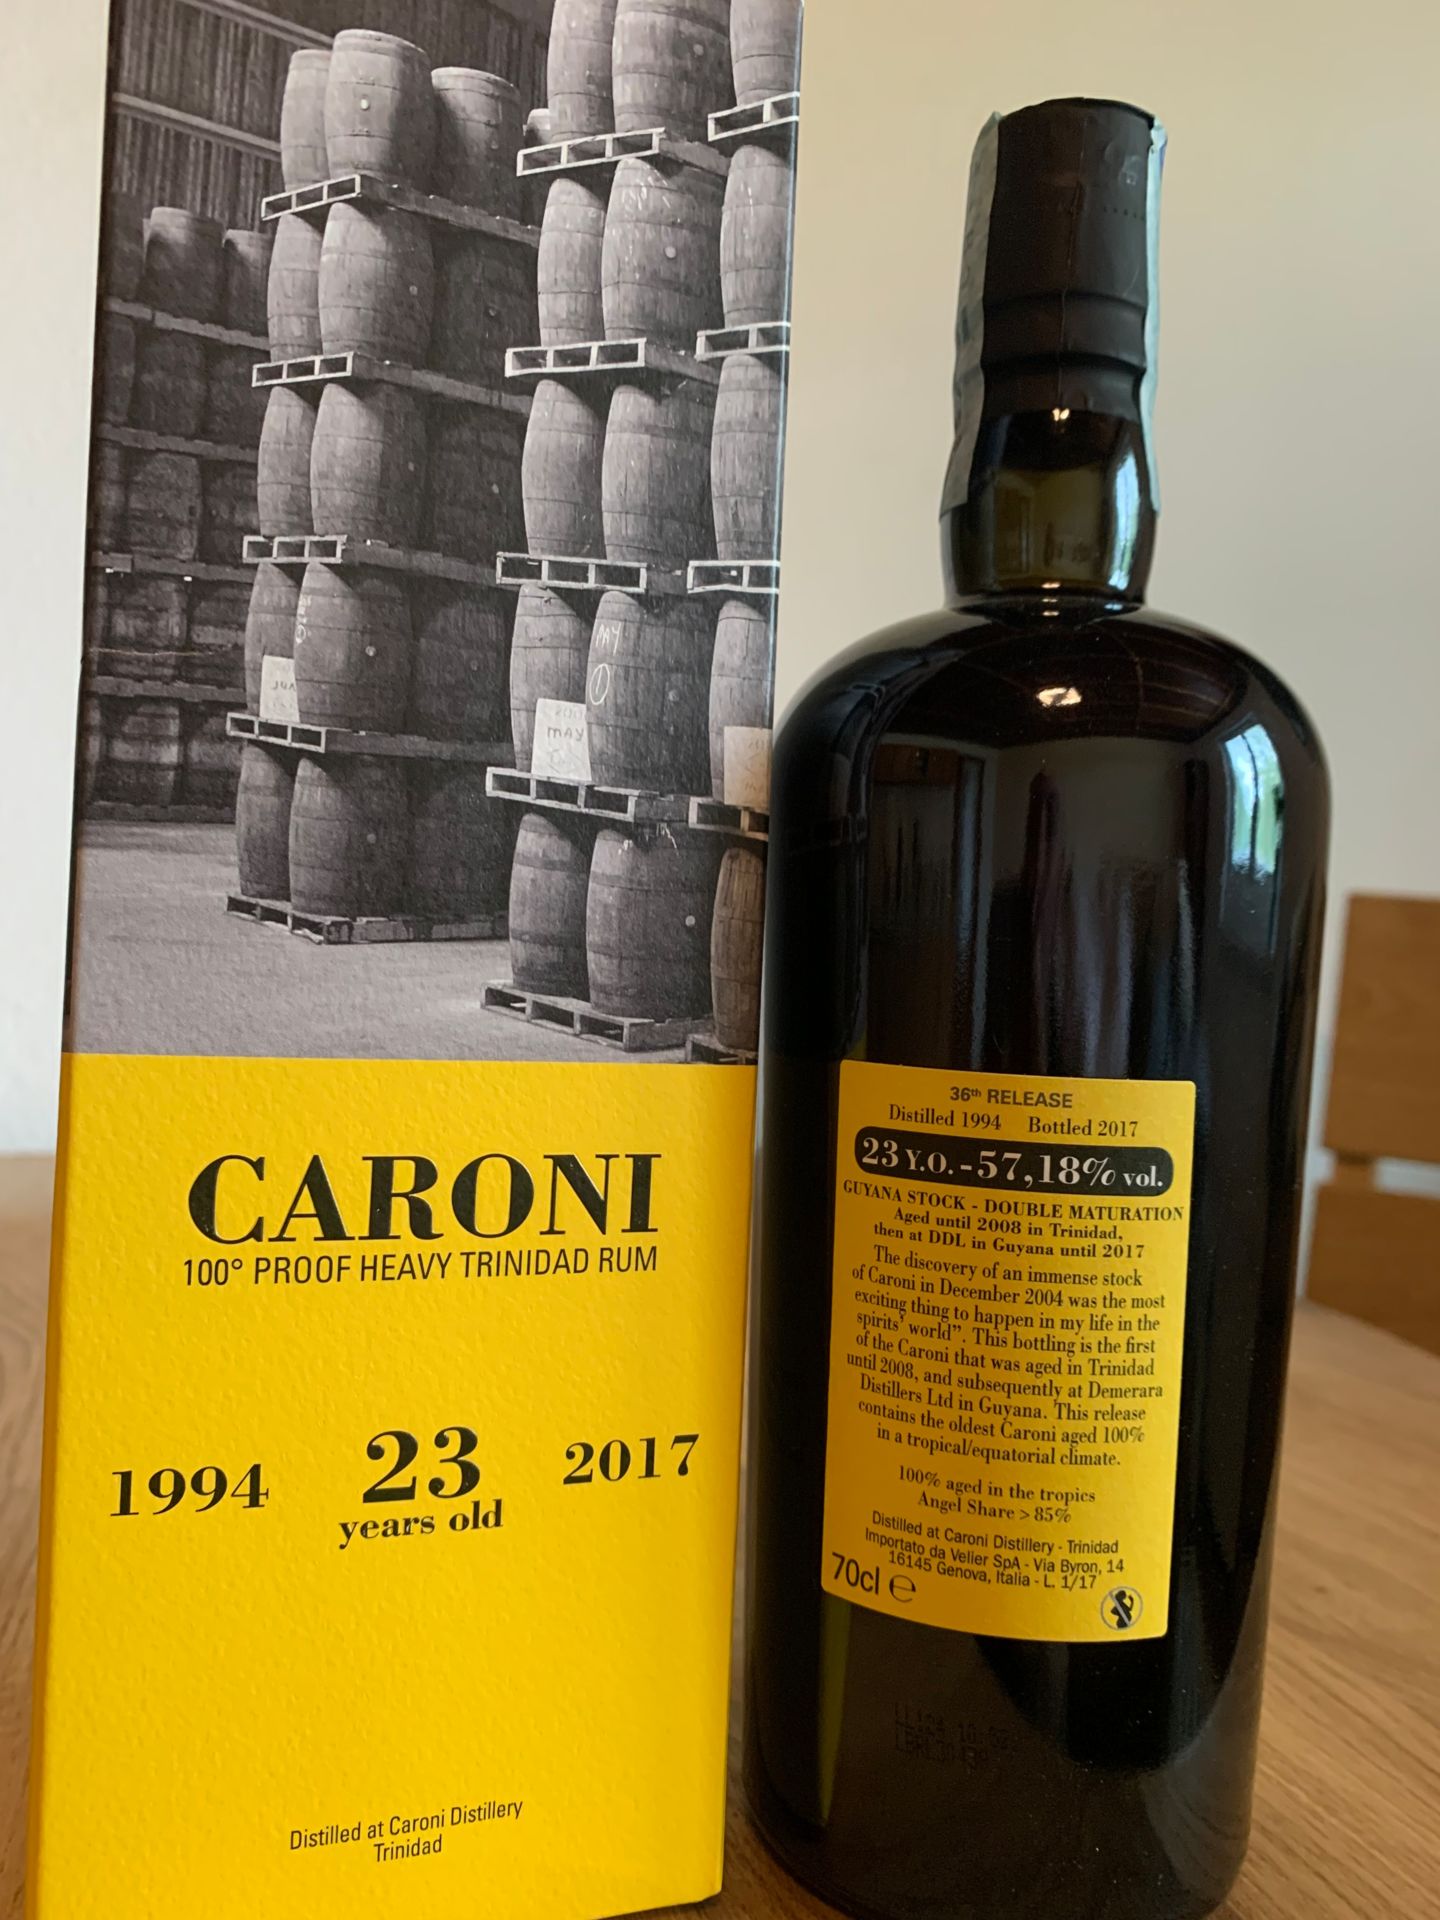 CARONI
100° PROOF HEAVY TRINIDAD RUM
1994 23 2017
years old
Distilled at Caroni Distillery
Trinidad
MAY
MAY
36th RELEASE
Distilled 1994 Bottled 2017
23 Y.O. - 57,18% vol.
GUYANA STOCK - DOUBLE MATURATION
Aged until 2008 in Trinidad,
then at DDL in Guyana until 2017
The discovery of an immense stock
of Caroni in December 2004 was the most
exciting thing to happen in my life in the
spirits' world”. This bottling is the first
of the Caroni that was aged in Trinidad
until 2008, and subsequently at Demerara
Distillers Ltd in Guyana. This release
contains the oldest Caroni aged 100%
in a tropical/equatorial climate.
100% aged in the tropics
Angel Share > 85%
Distilled at Caroni Distillery - Trinidad
Importato da Velier SpA - Via Byron, 14
16145 Genova, Italia - L. 1/17
70cl ℮